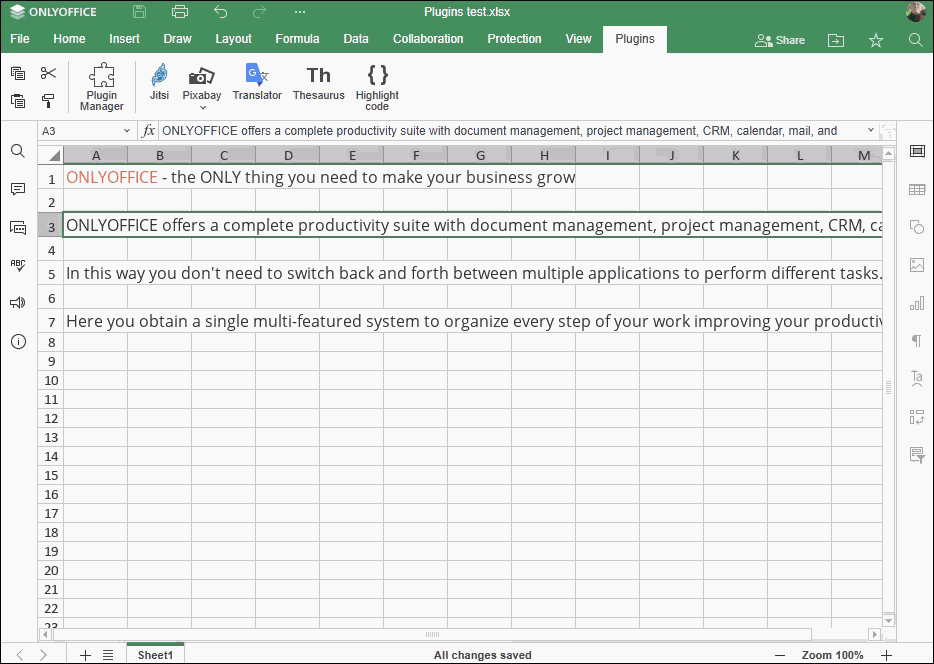 ONLYOFFICE
Plugins test.xlsx
File Home Insert Draw Layout Formula Data Collaboration Protection View Plugins Share
Plugin Manager
Jitsi
Pixabay
Translator
Th
Thesaurus
{ }
Highlight code
A3
fx
ONLYOFFICE offers a complete productivity suite with document management, project management, CRM, calendar, mail, and
A B C D E F G H I J K L M
1 ONLYOFFICE - the ONLY thing you need to make your business grow
2
3 ONLYOFFICE offers a complete productivity suite with document management, project management, CRM, ca
4
5 In this way you don't need to switch back and forth between multiple applications to perform different tasks.
6
7 Here you obtain a single multi-featured system to organize every step of your work improving your productiv
8
9
10
11
12
13
14
15
16
17
18
19
20
21
22
23
Sheet1
All changes saved
Zoom 100%